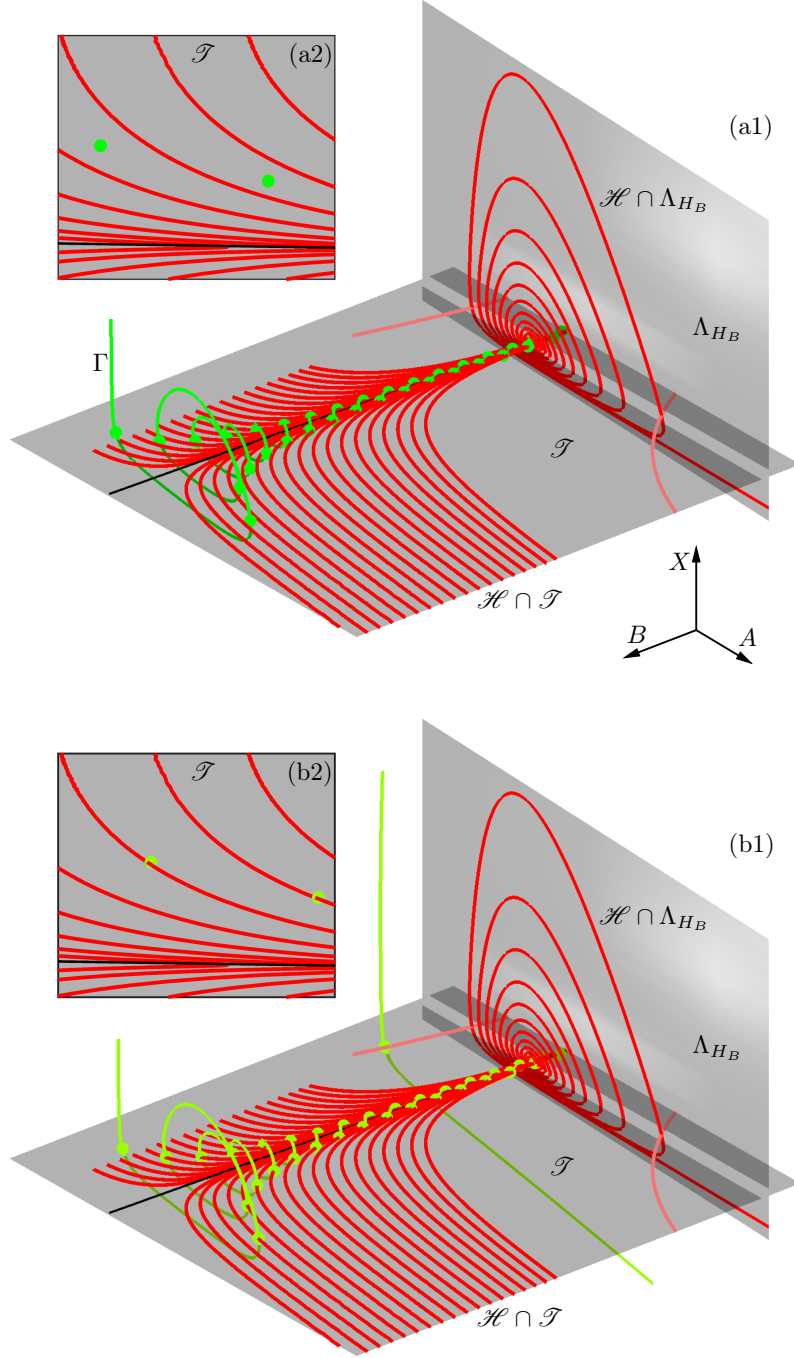 𝒯
(a2)
(a1)
ℋ ∩ Λ_{H_B}
Λ_{H_B}
Γ
𝒯
ℋ ∩ 𝒯
X
B
A
𝒯
(b2)
(b1)
ℋ ∩ Λ_{H_B}
Λ_{H_B}
𝒯
ℋ ∩ 𝒯